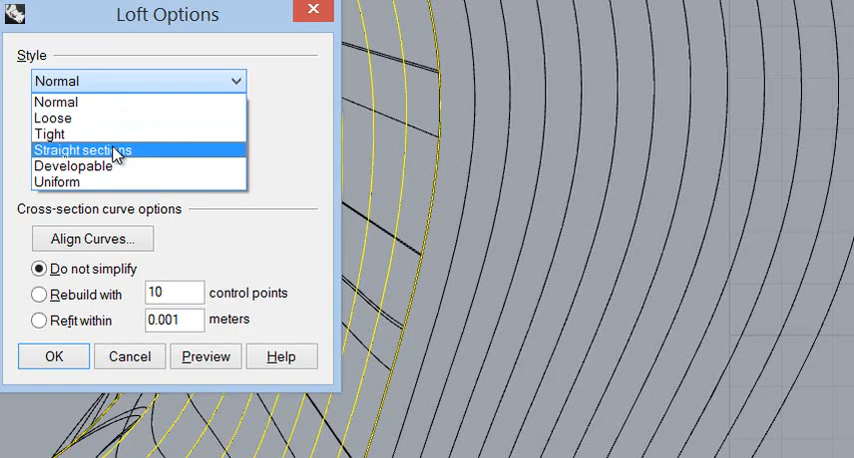 Loft Options
Style
Normal
Normal
Loose
Tight
Straight sections
Developable
Uniform
Cross-section curve options
Align Curves...
Do not simplify
Rebuild with 10 control points
Refit within 0.001 meters
OK Cancel Preview Help